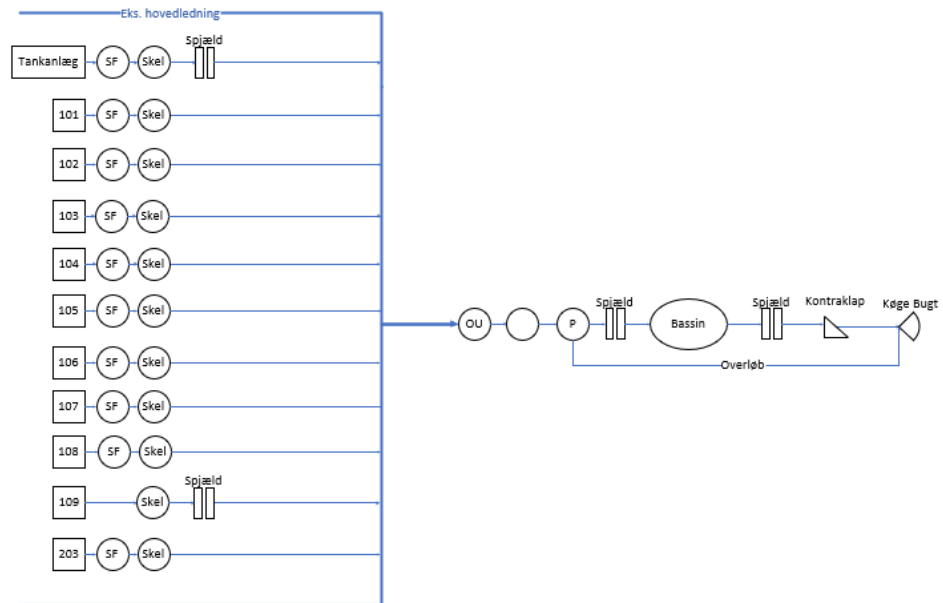 Eks. hovedledning
Spjæld
Tankanlæg SF Skel
101 SF Skel
102 SF Skel
103 SF Skel
104 SF Skel
105 SF Skel
Spjæld Spjæld Kontraklap Køge Bugt
OU P Bassin
106 SF Skel
Overløb
107 SF Skel
108 SF Skel
Spjæld
109 Skel
203 SF Skel